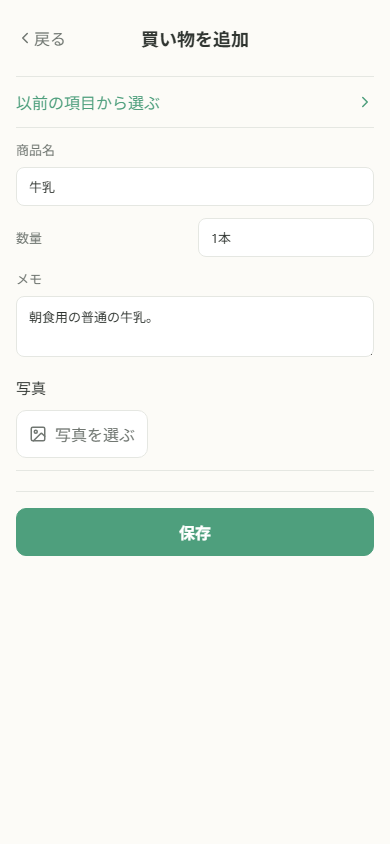 戻る
買い物を追加
以前の項目から選ぶ
商品名
牛乳
数量
1本
メモ
朝食用の普通の牛乳。
写真
写真を選ぶ
保存